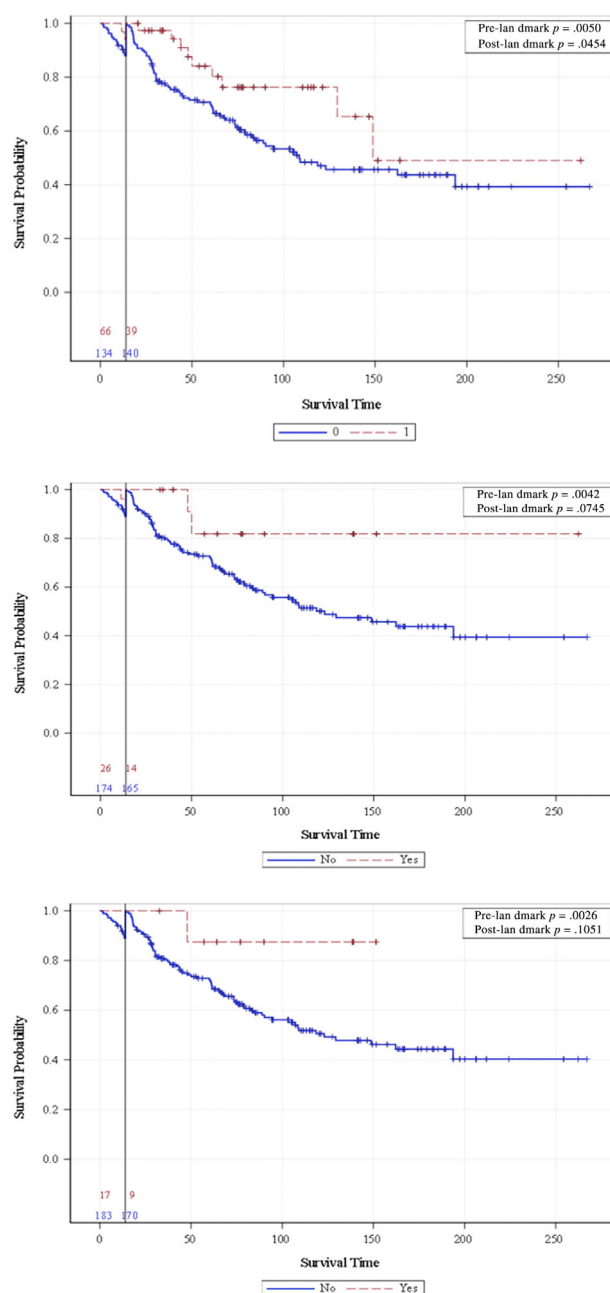 Pre-lan dmark p = .0050
Post-lan dmark p = .0454
1.0
0.8
0.6
0.4
0.2
0.0
Survival Probability
66 39
134 140
0 50 100 150 200 250
Survival Time
0 1
Pre-lan dmark p = .0042
Post-lan dmark p = .0745
1.0
0.8
0.6
0.4
0.2
0.0
Survival Probability
26 14
174 165
0 50 100 150 200 250
Survival Time
No Yes
Pre-lan dmark p = .0026
Post-lan dmark p = .1051
1.0
0.8
0.6
0.4
0.2
0.0
Survival Probability
17 9
183 170
0 50 100 150 200 250
Survival Time
No Yes